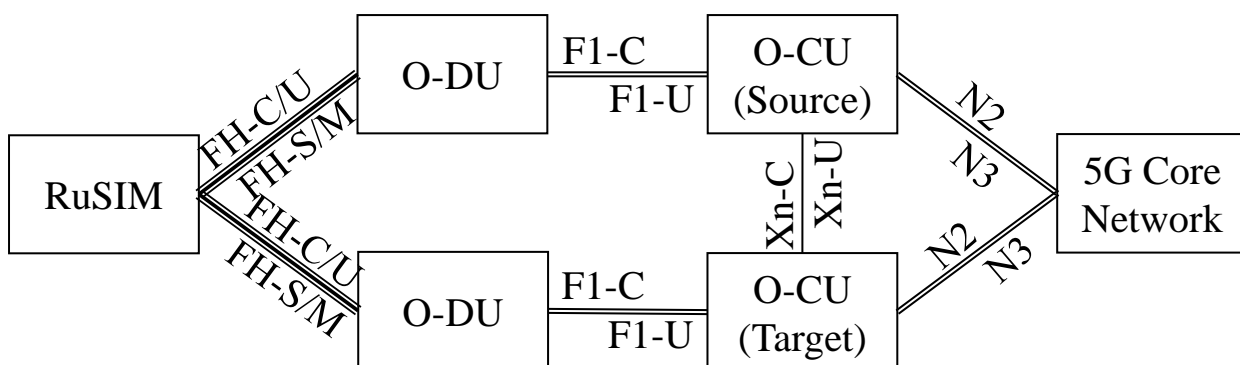 O-DU
F1-C
F1-U
O-CU
(Source)
N2
N3
FH-C/U
FH-S/M
RuSIM
Xn-C
Xn-U
5G Core
Network
FH-C/U
FH-S/M
O-DU
F1-C
F1-U
O-CU
(Target)
N2
N3